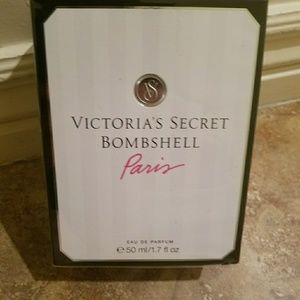 VS
VICTORIA'S SECRET
BOMBSHELL
Paris
EAU DE PARFUM
℮ 50 ml/1.7 fl oz